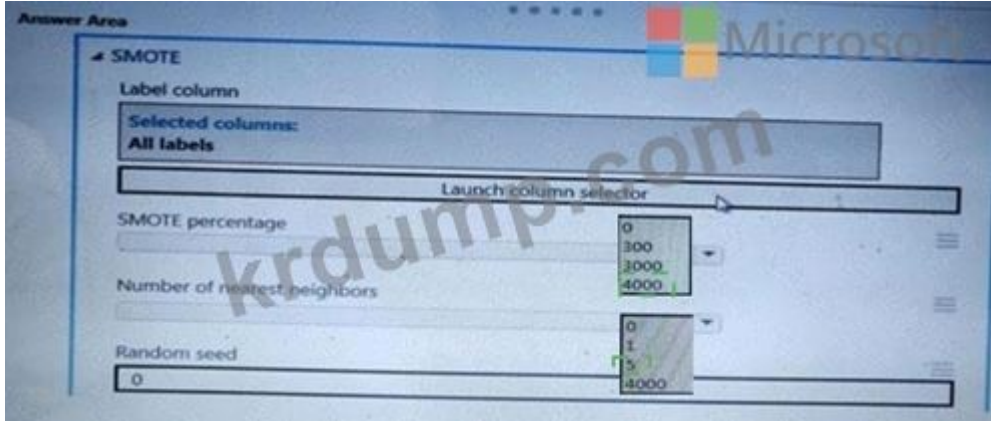 Answer Area
Microsoft
SMOTE
Label column
Selected columns:
All labels
Launch column selector
krdump.com
SMOTE percentage
0
300
3000
4000
Number of nearest neighbors
0
1
5
4000
Random seed
0